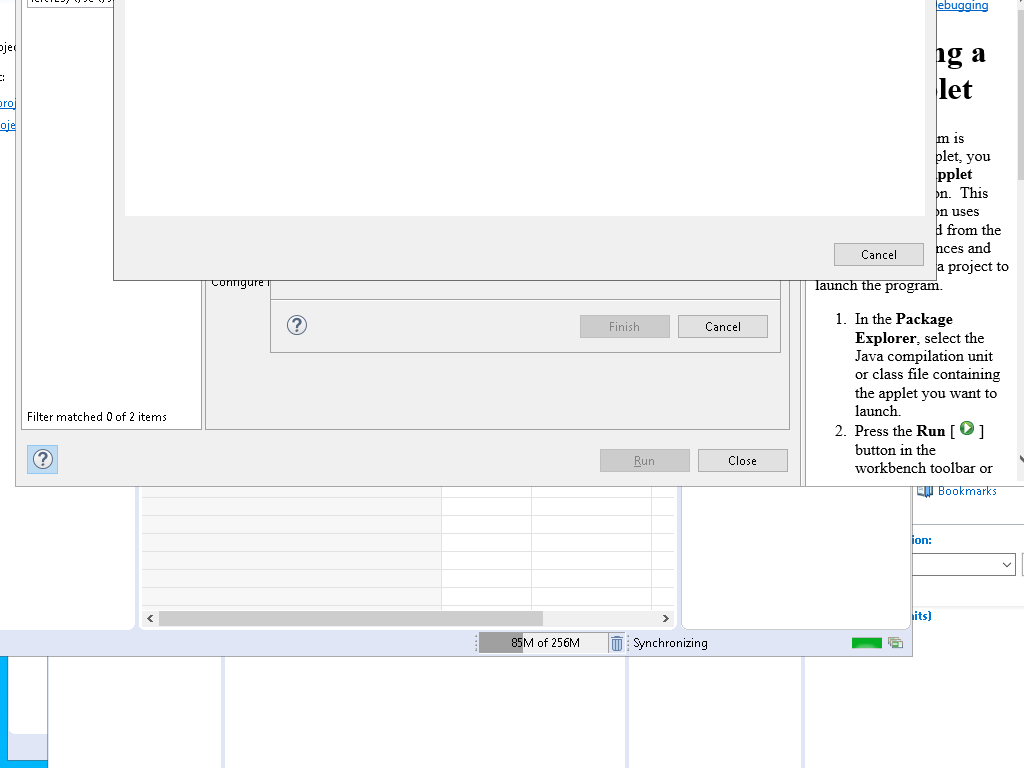 ebugging
ng a
let
m is
plet, you
pplet
on. This
on uses
d from the
nces and
a project to
launch the program.
Cancel
Configure
Finish
Cancel
Filter matched 0 of 2 items
Run
Close
1. In the Package
Explorer, select the
Java compilation unit
or class file containing
the applet you want to
launch.
2. Press the Run [ ]
button in the
workbench toolbar or
Bookmarks
ion:
its)
85M of 256M
Synchronizing
oje
proj
oje